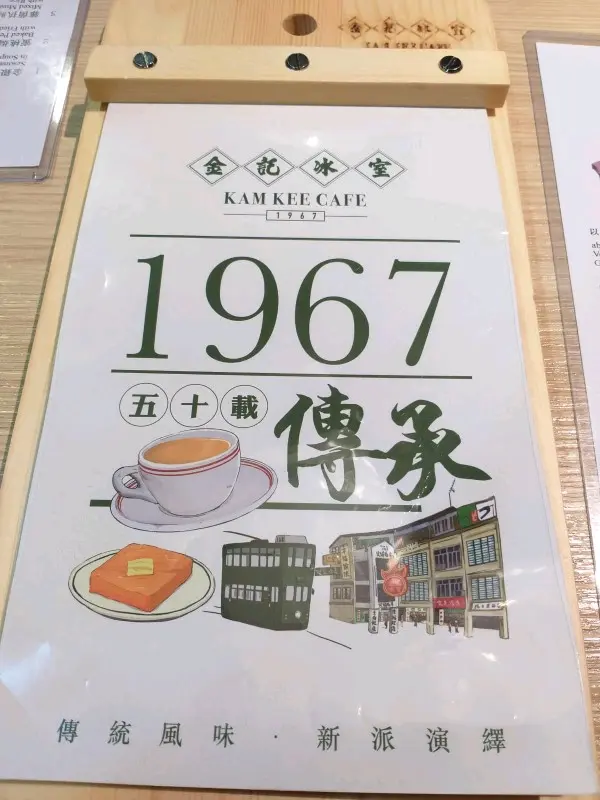 金記冰室
KAM KEE CAFE
1967
1967
五十載
傳承
傳統風味·新派演繹